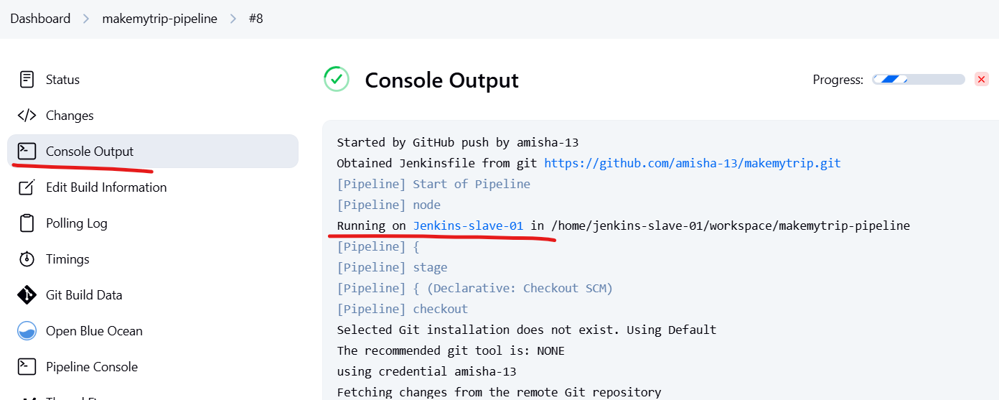 Dashboard > makemytrip-pipeline > #8
Status
Changes
Console Output
Edit Build Information
Polling Log
Timings
Git Build Data
Open Blue Ocean
Pipeline Console
Console Output
Progress:
Started by GitHub push by amisha-13
Obtained Jenkinsfile from git https://github.com/amisha-13/makemytrip.git
[Pipeline] Start of Pipeline
[Pipeline] node
Running on Jenkins-slave-01 in /home/jenkins-slave-01/workspace/makemytrip-pipeline
[Pipeline] {
[Pipeline] stage
[Pipeline] { (Declarative: Checkout SCM)
[Pipeline] checkout
Selected Git installation does not exist. Using Default
The recommended git tool is: NONE
using credential amisha-13
Fetching changes from the remote Git repository